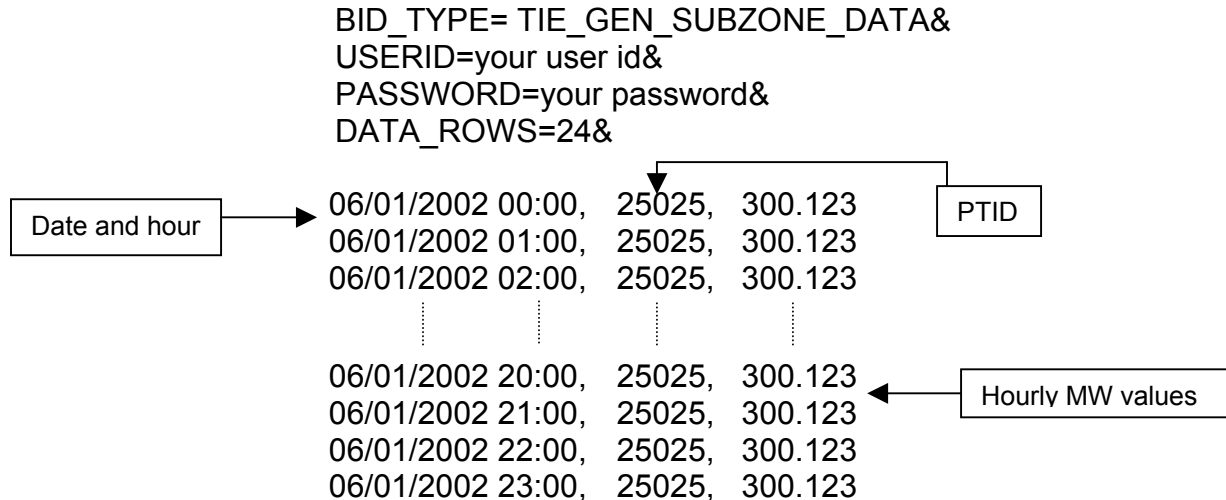 BID_TYPE= TIE_GEN_SUBZONE_DATA&
USERID=your user id&
PASSWORD=your password&
DATA_ROWS=24&
Date and hour
06/01/2002 00:00, 25025, 300.123
PTID
06/01/2002 01:00, 25025, 300.123
06/01/2002 02:00, 25025, 300.123
06/01/2002 20:00, 25025, 300.123
Hourly MW values
06/01/2002 21:00, 25025, 300.123
06/01/2002 22:00, 25025, 300.123
06/01/2002 23:00, 25025, 300.123